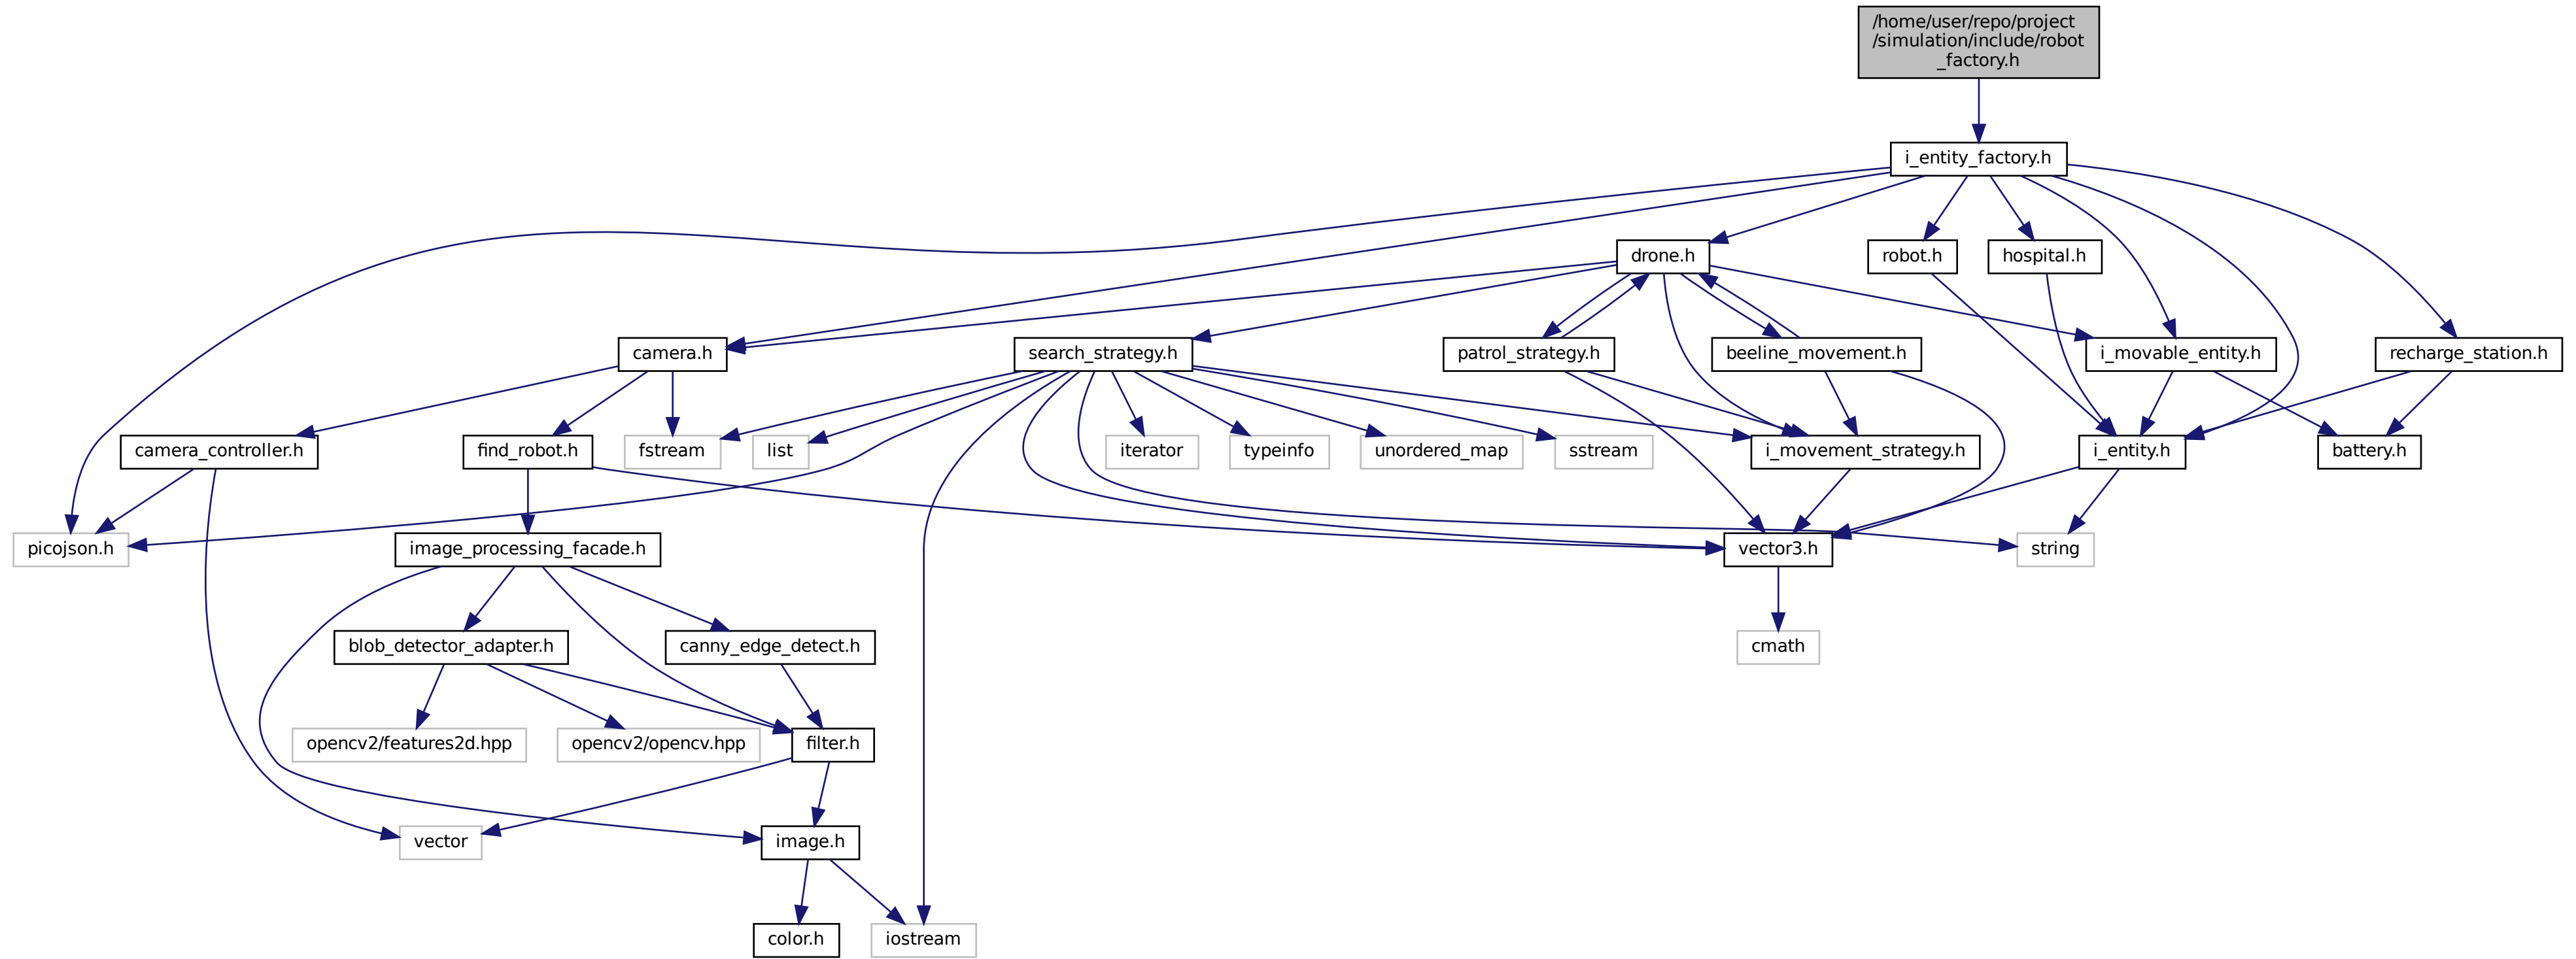 /home/user/repo/project
/simulation/include/robot
_factory.h
i_entity_factory.h
drone.h
robot.h
hospital.h
camera.h
search_strategy.h
patrol_strategy.h
beeline_movement.h
i_movable_entity.h
recharge_station.h
camera_controller.h
find_robot.h
fstream
list
iterator
typeinfo
unordered_map
sstream
i_movement_strategy.h
i_entity.h
battery.h
picojson.h
image_processing_facade.h
vector3.h
string
blob_detector_adapter.h
canny_edge_detect.h
cmath
opencv2/features2d.hpp
opencv2/opencv.hpp
filter.h
vector
image.h
color.h
iostream